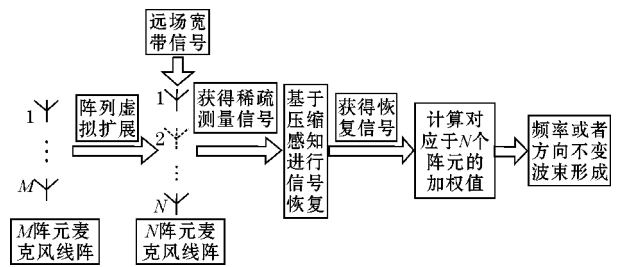 远场宽
带信号
1
⋮
M
M阵元麦
克风线阵
阵列虚
拟扩展
1
2
⋮
N
N阵元麦
克风线阵
获得稀疏
测量信号
基于
压缩
感知
进行
信号
恢复
获得恢
复信号
计算对
应于N个
阵元的
加权值
频率或者
方向不变
波束形成